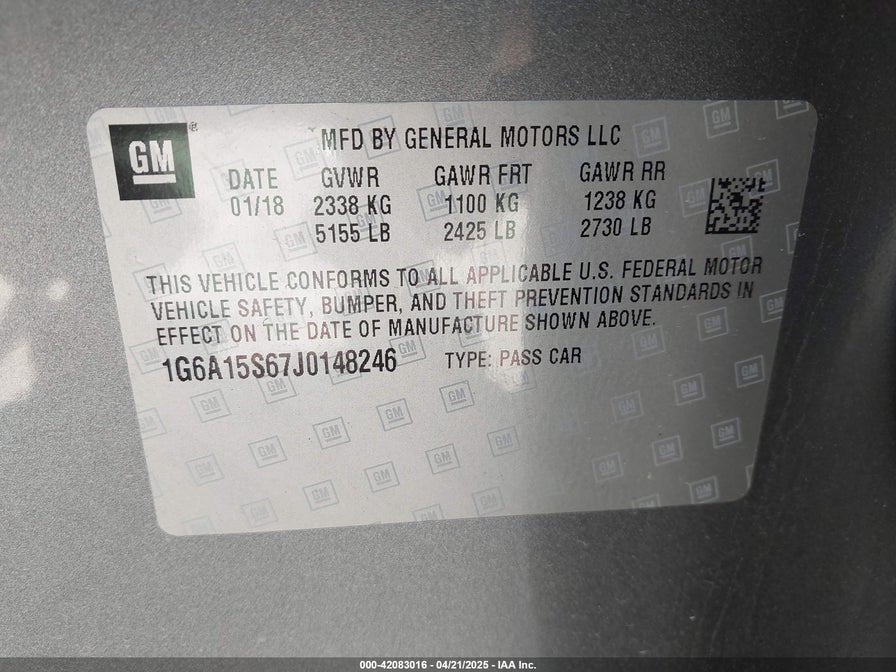 GM
MFD BY GENERAL MOTORS LLC
DATE GVWR GAWR FRT GAWR RR
01/18 2338 KG 1100 KG 1238 KG
5155 LB 2425 LB 2730 LB
THIS VEHICLE CONFORMS TO ALL APPLICABLE U.S. FEDERAL MOTOR
VEHICLE SAFETY, BUMPER, AND THEFT PREVENTION STANDARDS IN
EFFECT ON THE DATE OF MANUFACTURE SHOWN ABOVE.
1G6A15S67J0148246 TYPE: PASS CAR
000-42083016 - 04/21/2025 - IAA Inc.